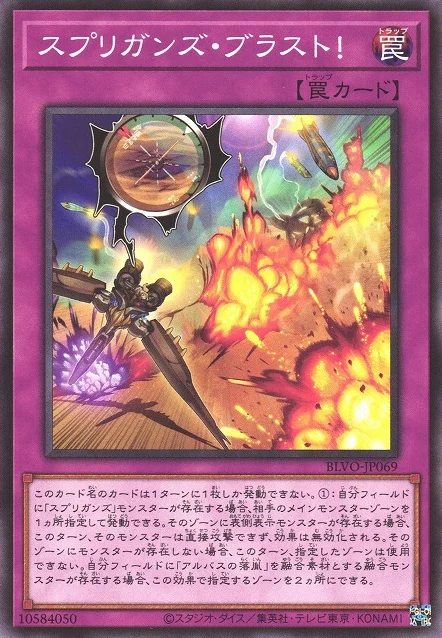 スプリガンズ・ブラスト!
トラップ
罠
【罠カード】
BLVO-JP069
このカード名のカードは1ターンに1枚しか発動できない。①:自分フィールド
に「スプリガンズ」モンスターが存在する場合、相手のメインモンスターゾーンを
1ヵ所指定して発動できる。そのゾーンに表側表示モンスターが存在する場合、
このターン、そのモンスターは直接攻撃できず、効果は無効化される。そのゾ
ーンにモンスターが存在しない場合、このターン、指定したゾーンは使用
できない。自分フィールドに「アルバスの落胤」を融合素材とする融合モン
スターが存在する場合、この効果で指定するゾーンを2ヵ所にできる。
10584050
©スタジオ・ダイス/集英社・テレビ東京・KONAMI